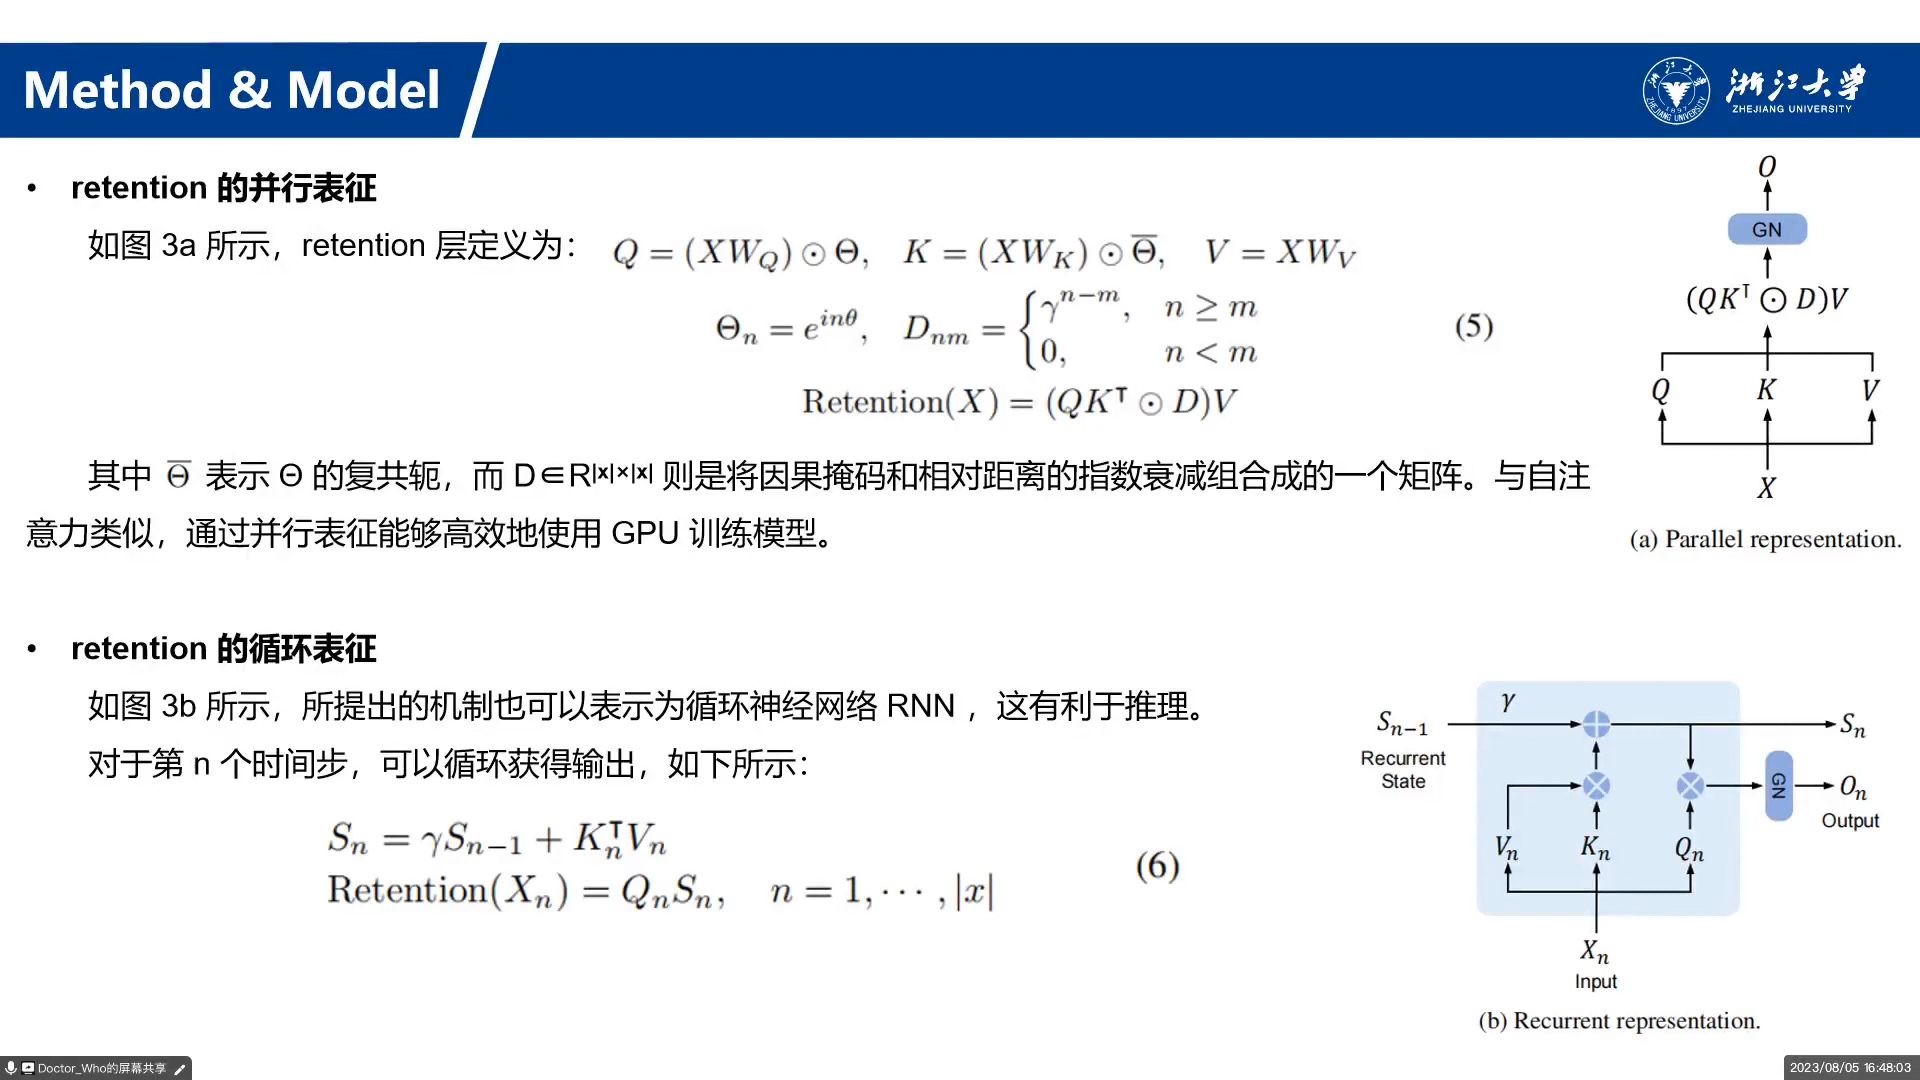 Method & Model
浙江大学
ZHEJIANG UNIVERSITY
• retention 的并行表征
如图 3a 所示，retention 层定义为：
Q = (XW_Q) ⊙ Θ, K = (XW_K) ⊙ Θ̅, V = XW_V
Θ_n = e^{inθ}, D_{nm} = { γ^{n−m}, n ≥ m
0, n < m
(5)
Retention(X) = (QK^⊺ ⊙ D)V
其中 Θ̅ 表示 Θ 的复共轭，而 D∈R|x|×|x| 则是将因果掩码和相对距离的指数衰减组合成的一个矩阵。与自注
意力类似，通过并行表征能够高效地使用 GPU 训练模型。
O
GN
(QK^⊺ ⊙ D)V
Q K V
X
(a) Parallel representation.
• retention 的循环表征
如图 3b 所示，所提出的机制也可以表示为循环神经网络 RNN ，这有利于推理。
对于第 n 个时间步，可以循环获得输出，如下所示：
S_n = γS_{n−1} + K_n^⊺V_n
Retention(X_n) = Q_nS_n, n = 1, ⋯ , |x|
(6)
γ
S_{n−1} S_n
Recurrent
State
GN
O_n
Output
V_n K_n Q_n
X_n
Input
(b) Recurrent representation.
Doctor_Who的屏幕共享
2023/08/05 16:48:03